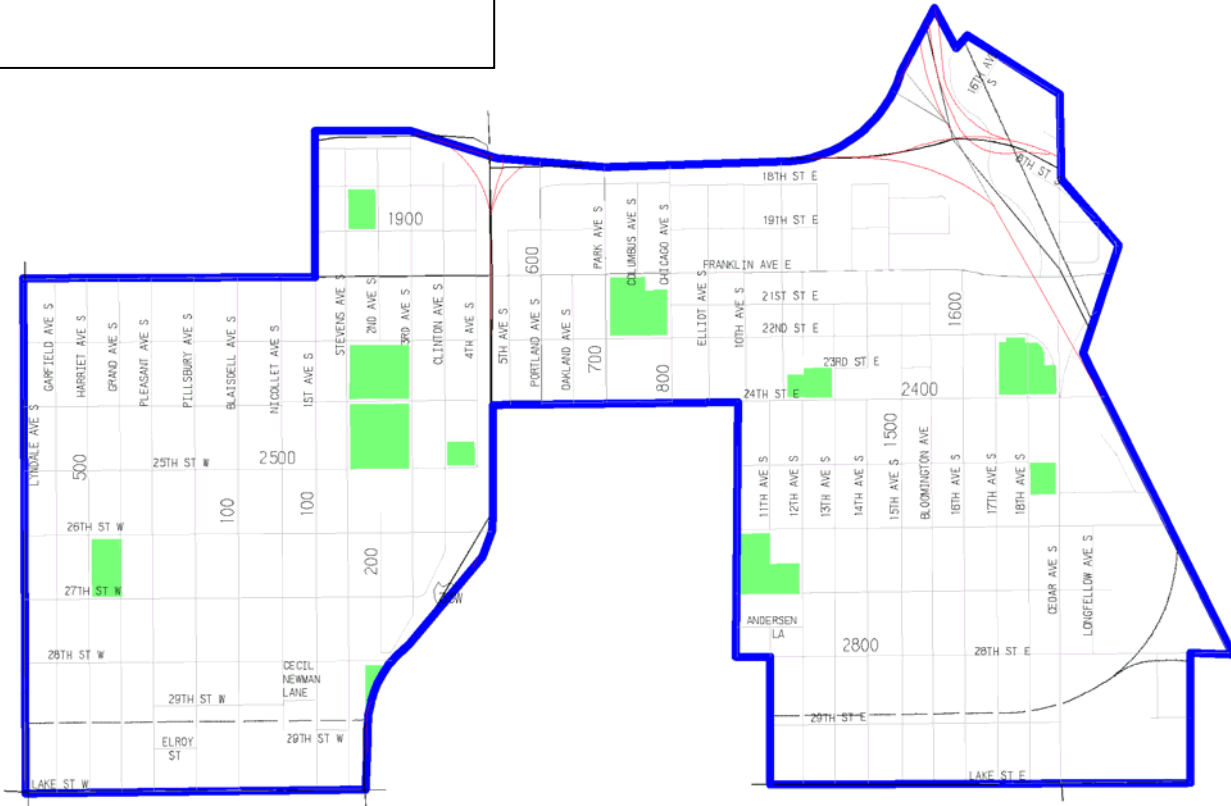 16TH AV
S
8TH ST S
18TH ST E
1900
19TH ST E
PARK AVE S
COLUMBUS AVE S
CHICAGO AVE S
600
FRANKLIN AVE E
21ST ST E
22ND ST E
1600
STEVENS AVE S
2ND AVE S
3RD AVE S
CLINTON AVE S
4TH AVE S
5TH AVE S
PORTLAND AVE S
OAKLAND AVE S
700
800
ELLIOT AVE S
10TH AVE S
23RD ST E
24TH ST E
2400
LYNDALE AVE S
GARFIELD AVE S
HARRIET AVE S
GRAND AVE S
PLEASANT AVE S
PILLSBURY AVE S
BLAISDELL AVE S
NICOLLET AVE S
1ST AVE S
500
25TH ST W
2500
100
100
200
26TH ST W
27TH ST W
28TH ST W
CECIL
NEWMAN
LANE
29TH ST W
29TH ST W
ELROY
ST
LAKE ST W
11TH AVE S
12TH AVE S
13TH AVE S
14TH AVE S
15TH AVE S
1500
BLOOMINGTON AVE
16TH AVE S
17TH AVE S
18TH AVE S
CEDAR AVE S
LONGFELLOW AVE S
ANDERSEN
LA
2800
28TH ST E
29TH ST E
LAKE ST E